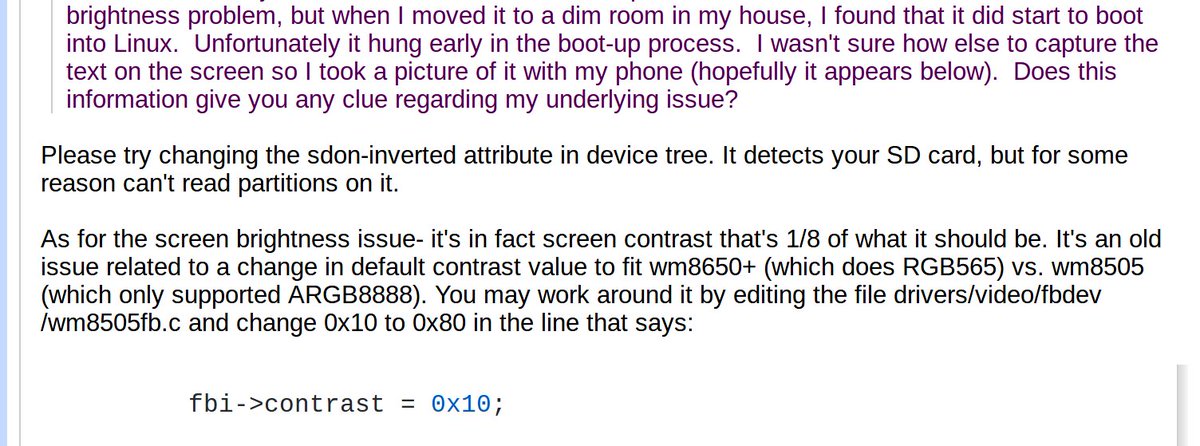 brightness problem, but when I moved it to a dim room in my house, I found that it did start to boot
into Linux.  Unfortunately it hung early in the boot-up process.  I wasn't sure how else to capture the
text on the screen so I took a picture of it with my phone (hopefully it appears below).  Does this
information give you any clue regarding my underlying issue?
Please try changing the sdon-inverted attribute in device tree. It detects your SD card, but for some
reason can't read partitions on it.
As for the screen brightness issue- it's in fact screen contrast that's 1/8 of what it should be. It's an old
issue related to a change in default contrast value to fit wm8650+ (which does RGB565) vs. wm8505
(which only supported ARGB8888). You may work around it by editing the file drivers/video/fbdev
/wm8505fb.c and change 0x10 to 0x80 in the line that says:
fbi->contrast = 0x10;